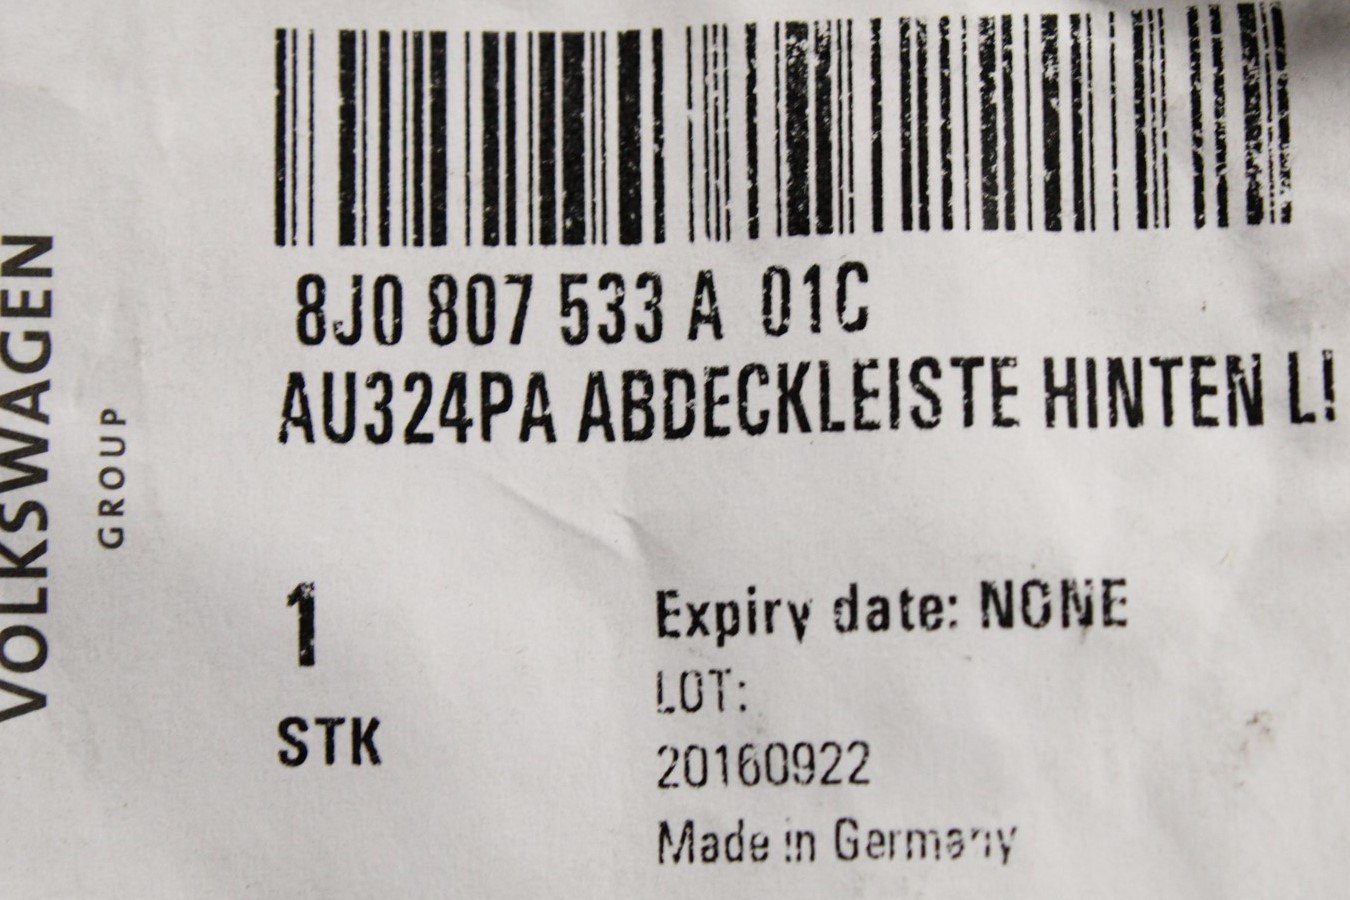 VOLKSWAGEN
GROUP
8J0 807 533 A 01C
AU324PA ABDECKLEISTE HINTEN L!
1
STK
Expiry date: NONE
LOT:
20160922
Made in Germany